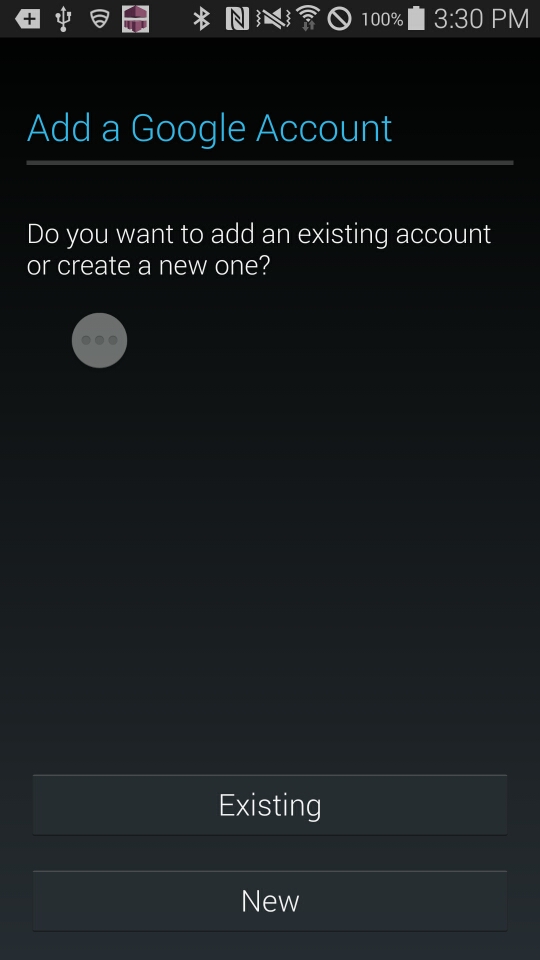 100% 3:30 PM
Add a Google Account
Do you want to add an existing account
or create a new one?
Existing
New